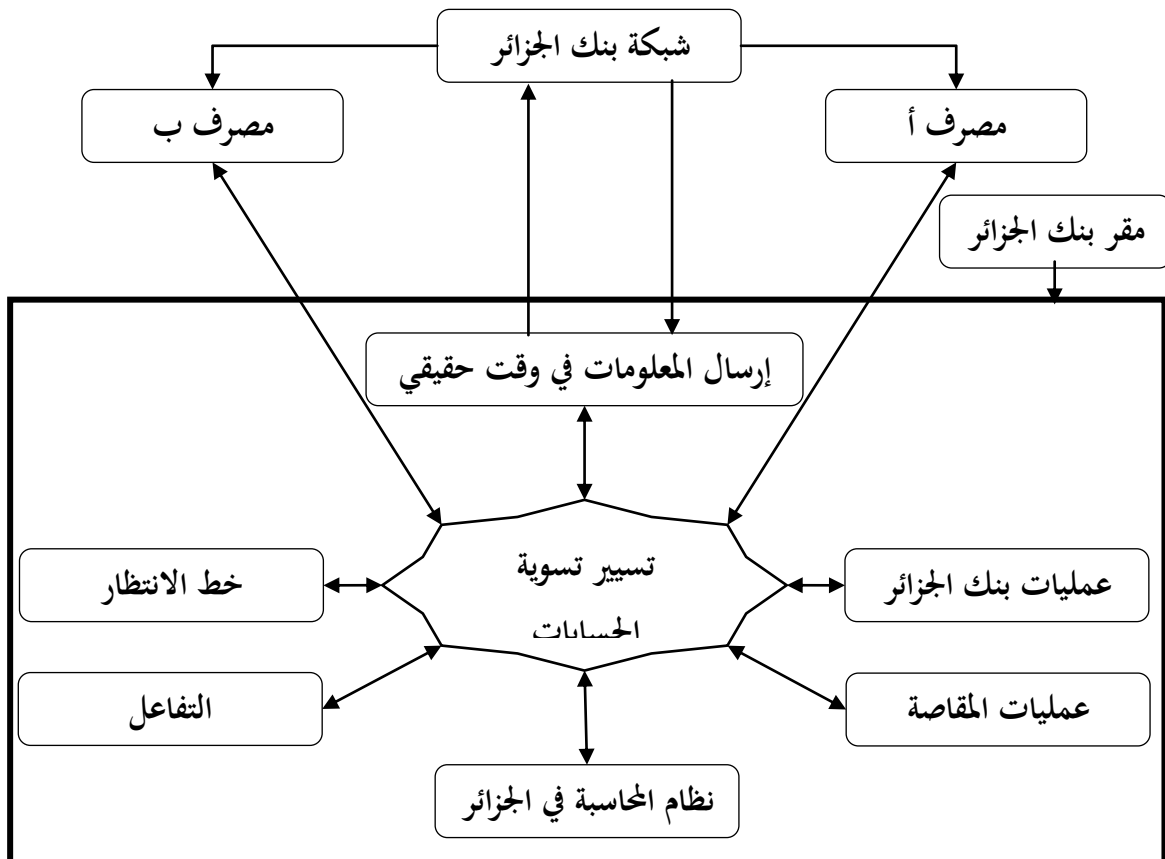 شبكة بنك الجزائر
مصرف أ
مصرف ب
مقر بنك الجزائر
إرسال المعلومات في وقت حقيقي
تسيير تسوية
الحسابات
عمليات بنك الجزائر
خط الانتظار
عمليات المقاصة
التفاعل
نظام المحاسبة في الجزائر